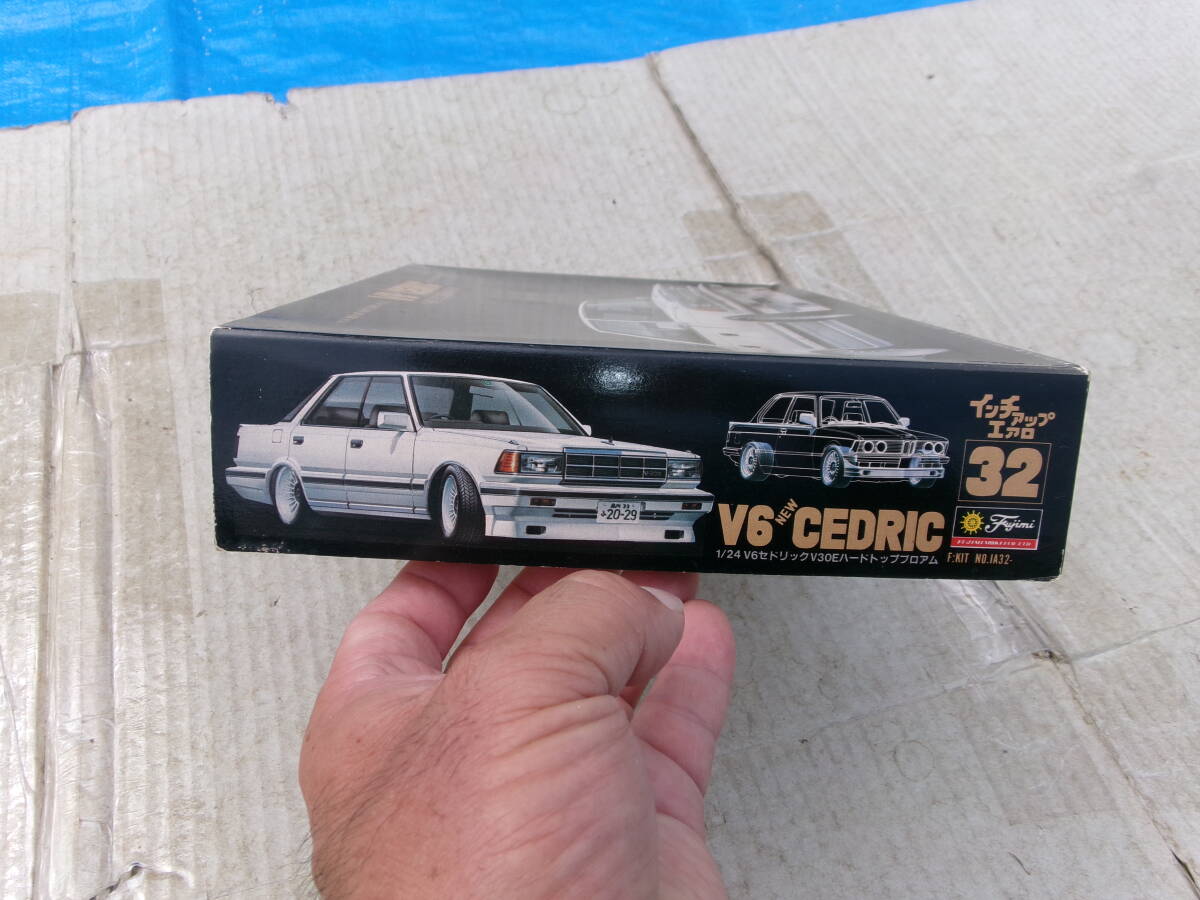 インチアップ
エアロ
32
Fujimi
V6 NEW CEDRIC
1/24 V6セドリックV30Eハードトップブロアム
F:KIT NO.IA32-
20-29